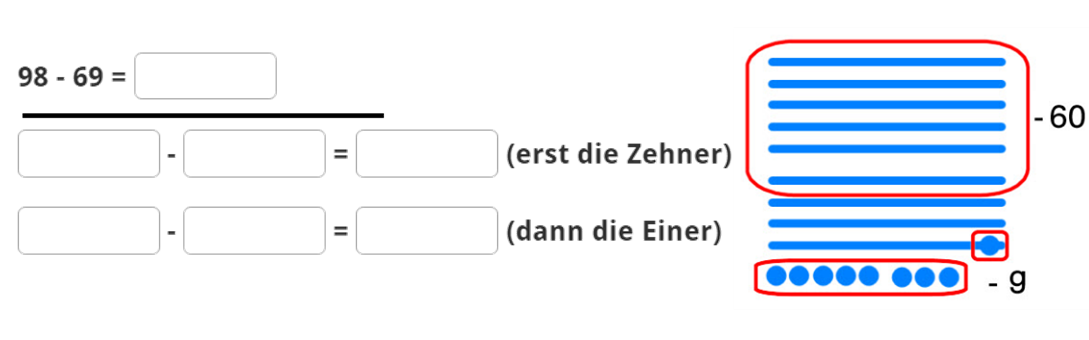 98 - 69 =
- = (erst die Zehner)
- 60
- = (dann die Einer)
- 9